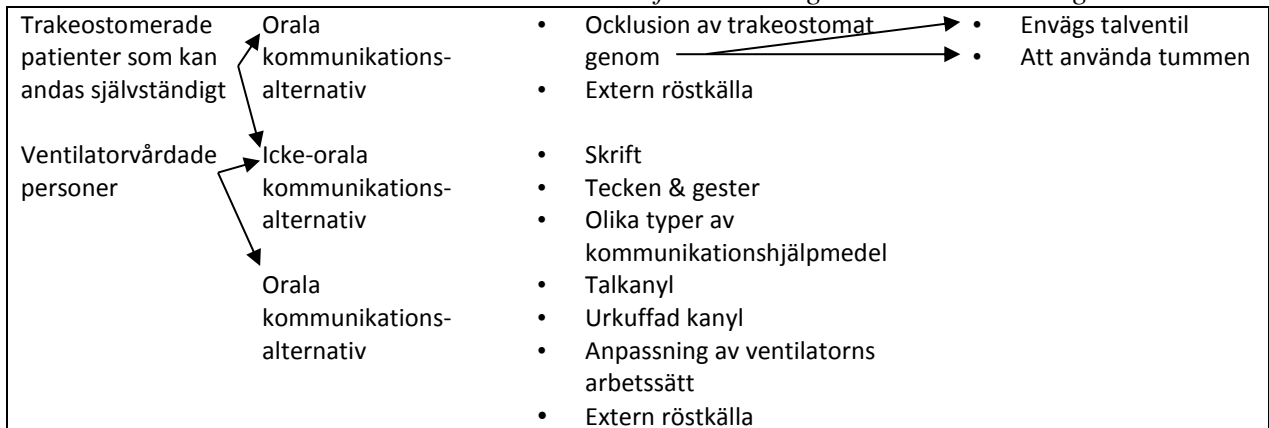 Trakeostomerade Orala • Ocklusion av trakeostomat • Envägs talventil
patienter som kan kommunikations- genom • Att använda tummen
andas självständigt alternativ • Extern röstkälla
Ventilatorvårdade Icke-orala • Skrift
personer kommunikations- • Tecken & gester
alternativ • Olika typer av
kommunikationshjälpmedel
Orala • Talkanyl
kommunikations- • Urkuffad kanyl
alternativ • Anpassning av ventilatorns
arbetssätt
• Extern röstkälla